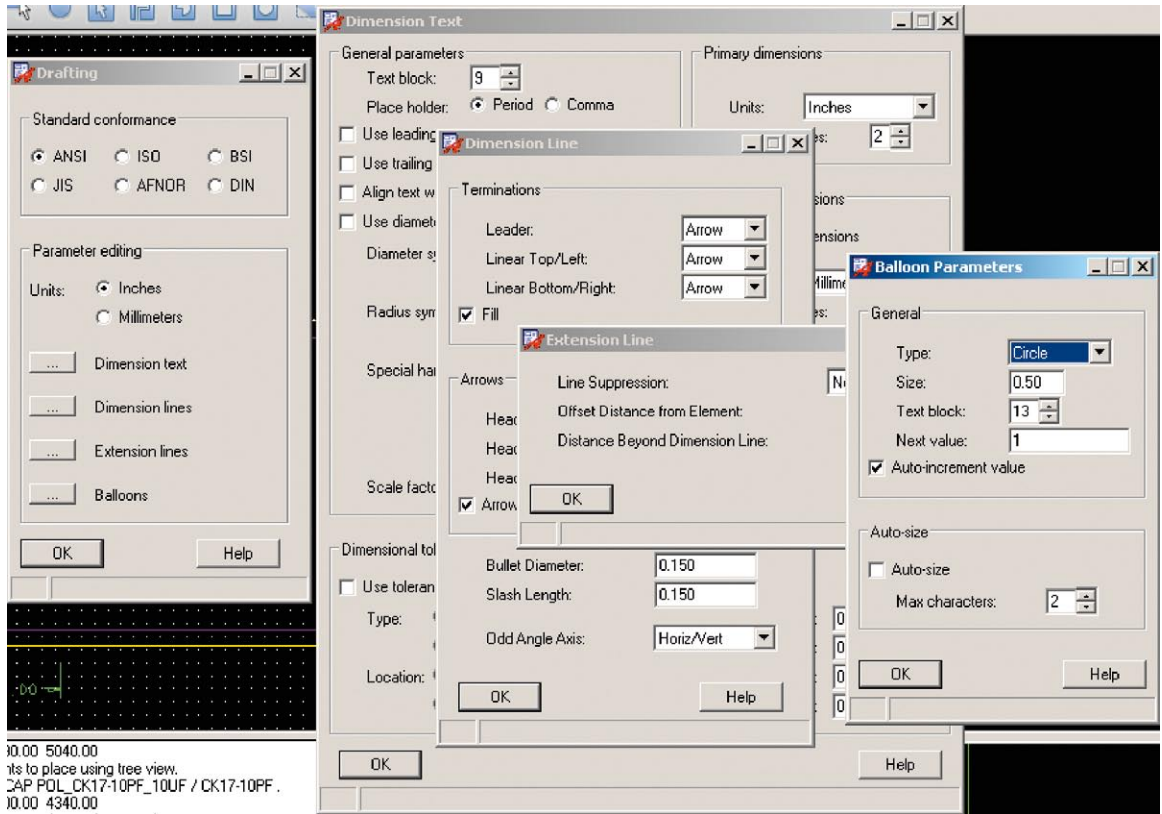 Drafting
Standard conformance
ANSI ISO BSI
JIS AFNOR DIN
Parameter editing
Units: Inches
Millimeters
... Dimension text
... Dimension lines
... Extension lines
... Balloons
OK Help
Dimension Text
General parameters
Text block: 9
Place holder: Period Comma
Use leading
Use trailing
Align text w
Use diamet
Diameter
Radius sym
Special ha
Scale facto
Dimensional tol
Use toleran
Type:
Location:
OK Help
Primary dimensions
Units: Inches
es: 2
sions
ensions
Millime
es:
Dimension Line
Terminations
Leader: Arrow
Linear Top/Left: Arrow
Linear Bottom/Right: Arrow
Fill
Arrows
Head
Head
Head
Arrow
Bullet Diameter: 0.150
Slash Length: 0.150
Odd Angle Axis: Horiz/Vert
OK Help
Extension Line
Line Suppression:
Offset Distance from Element:
Distance Beyond Dimension Line:
OK
Balloon Parameters
General
Type: Circle
Size: 0.50
Text block: 13
Next value: 1
Auto-increment value
Auto-size
Auto-size
Max characters: 2
OK Help
00.00 5040.00
nts to place using tree view.
CAP POL_CK17-10PF_10UF / CK17-10PF .
00.00 4340.00